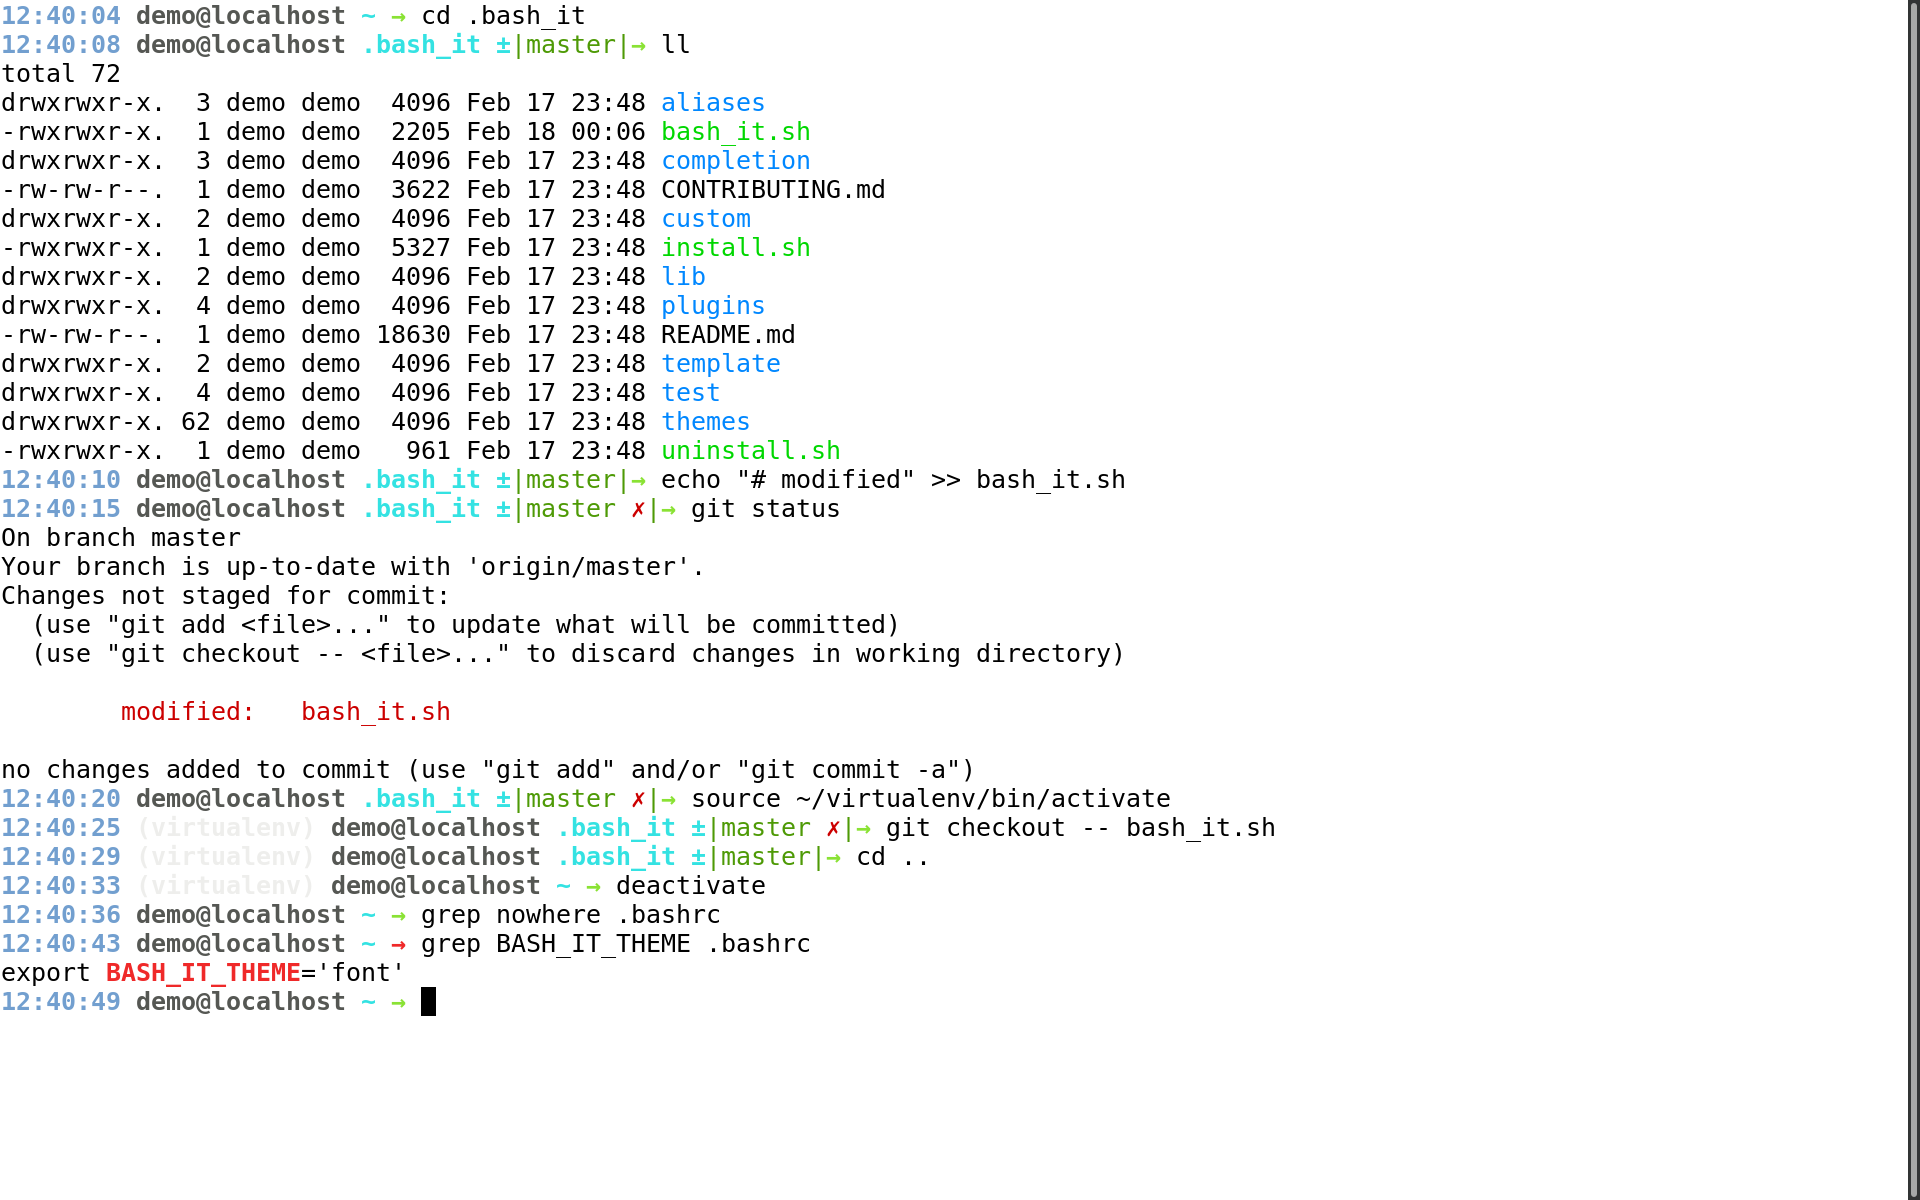 12:40:04 demo@localhost ~ → cd .bash_it
12:40:08 demo@localhost .bash_it ±|master|→ ll
total 72
drwxrwxr-x.  3 demo demo  4096 Feb 17 23:48 aliases
-rwxrwxr-x.  1 demo demo  2205 Feb 18 00:06 bash_it.sh
drwxrwxr-x.  3 demo demo  4096 Feb 17 23:48 completion
-rw-rw-r--.  1 demo demo  3622 Feb 17 23:48 CONTRIBUTING.md
drwxrwxr-x.  2 demo demo  4096 Feb 17 23:48 custom
-rwxrwxr-x.  1 demo demo  5327 Feb 17 23:48 install.sh
drwxrwxr-x.  2 demo demo  4096 Feb 17 23:48 lib
drwxrwxr-x.  4 demo demo  4096 Feb 17 23:48 plugins
-rw-rw-r--.  1 demo demo 18630 Feb 17 23:48 README.md
drwxrwxr-x.  2 demo demo  4096 Feb 17 23:48 template
drwxrwxr-x.  4 demo demo  4096 Feb 17 23:48 test
drwxrwxr-x. 62 demo demo  4096 Feb 17 23:48 themes
-rwxrwxr-x.  1 demo demo   961 Feb 17 23:48 uninstall.sh
12:40:10 demo@localhost .bash_it ±|master|→ echo "# modified" >> bash_it.sh
12:40:15 demo@localhost .bash_it ±|master ✗|→ git status
On branch master
Your branch is up-to-date with 'origin/master'.
Changes not staged for commit:
  (use "git add <file>..." to update what will be committed)
  (use "git checkout -- <file>..." to discard changes in working directory)
        modified:   bash_it.sh
no changes added to commit (use "git add" and/or "git commit -a")
12:40:20 demo@localhost .bash_it ±|master ✗|→ source ~/virtualenv/bin/activate
12:40:25 (virtualenv) demo@localhost .bash_it ±|master ✗|→ git checkout -- bash_it.sh
12:40:29 (virtualenv) demo@localhost .bash_it ±|master|→ cd ..
12:40:33 (virtualenv) demo@localhost ~ → deactivate
12:40:36 demo@localhost ~ → grep nowhere .bashrc
12:40:43 demo@localhost ~ → grep BASH_IT_THEME .bashrc
export BASH_IT_THEME='font'
12:40:49 demo@localhost ~ →